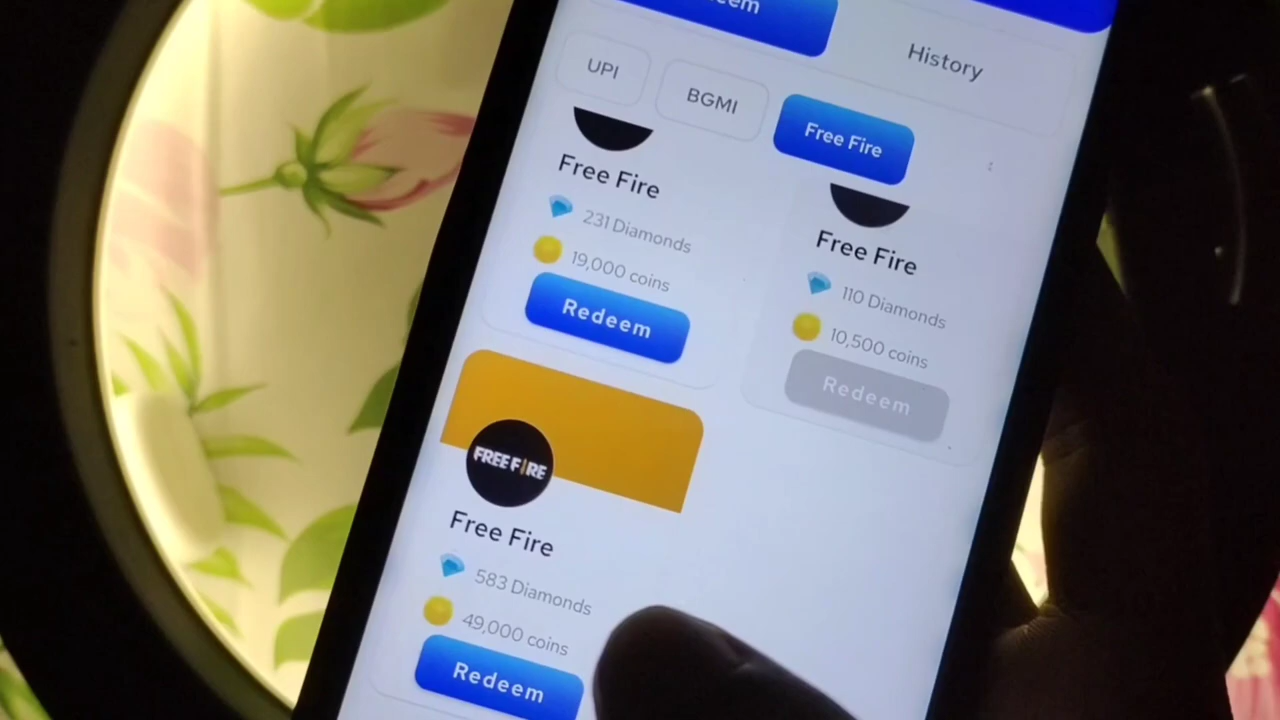 History
UPI
BGMI
Free Fire
Free Fire
231 Diamonds
19,000 coins
Redeem
Free Fire
110 Diamonds
10,500 coins
Redeem
FREE FIRE
Free Fire
583 Diamonds
49,000 coins
Redeem